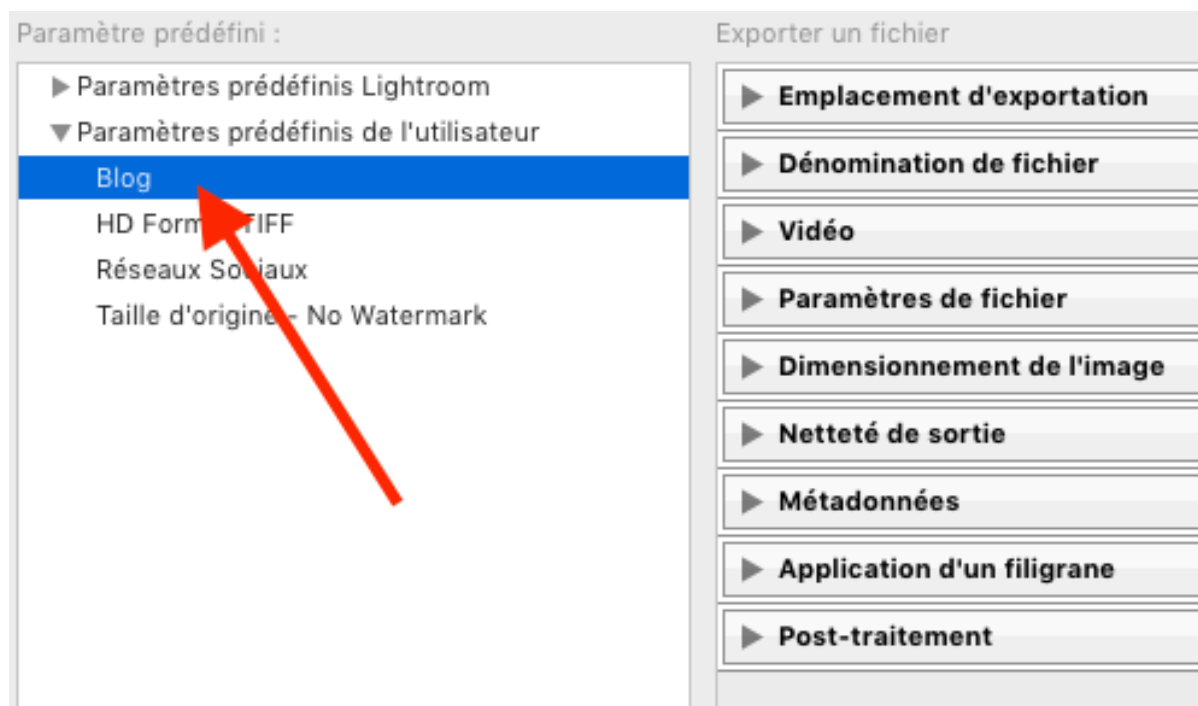 Paramètre prédéfini :
Paramètres prédéfinis Lightroom
Paramètres prédéfinis de l'utilisateur
Blog
HD Form TIFF
Réseaux Sociaux
Taille d'origine - No Watermark
Exporter un fichier
Emplacement d'exportation
Dénomination de fichier
Vidéo
Paramètres de fichier
Dimensionnement de l'image
Netteté de sortie
Métadonnées
Application d'un filigrane
Post-traitement